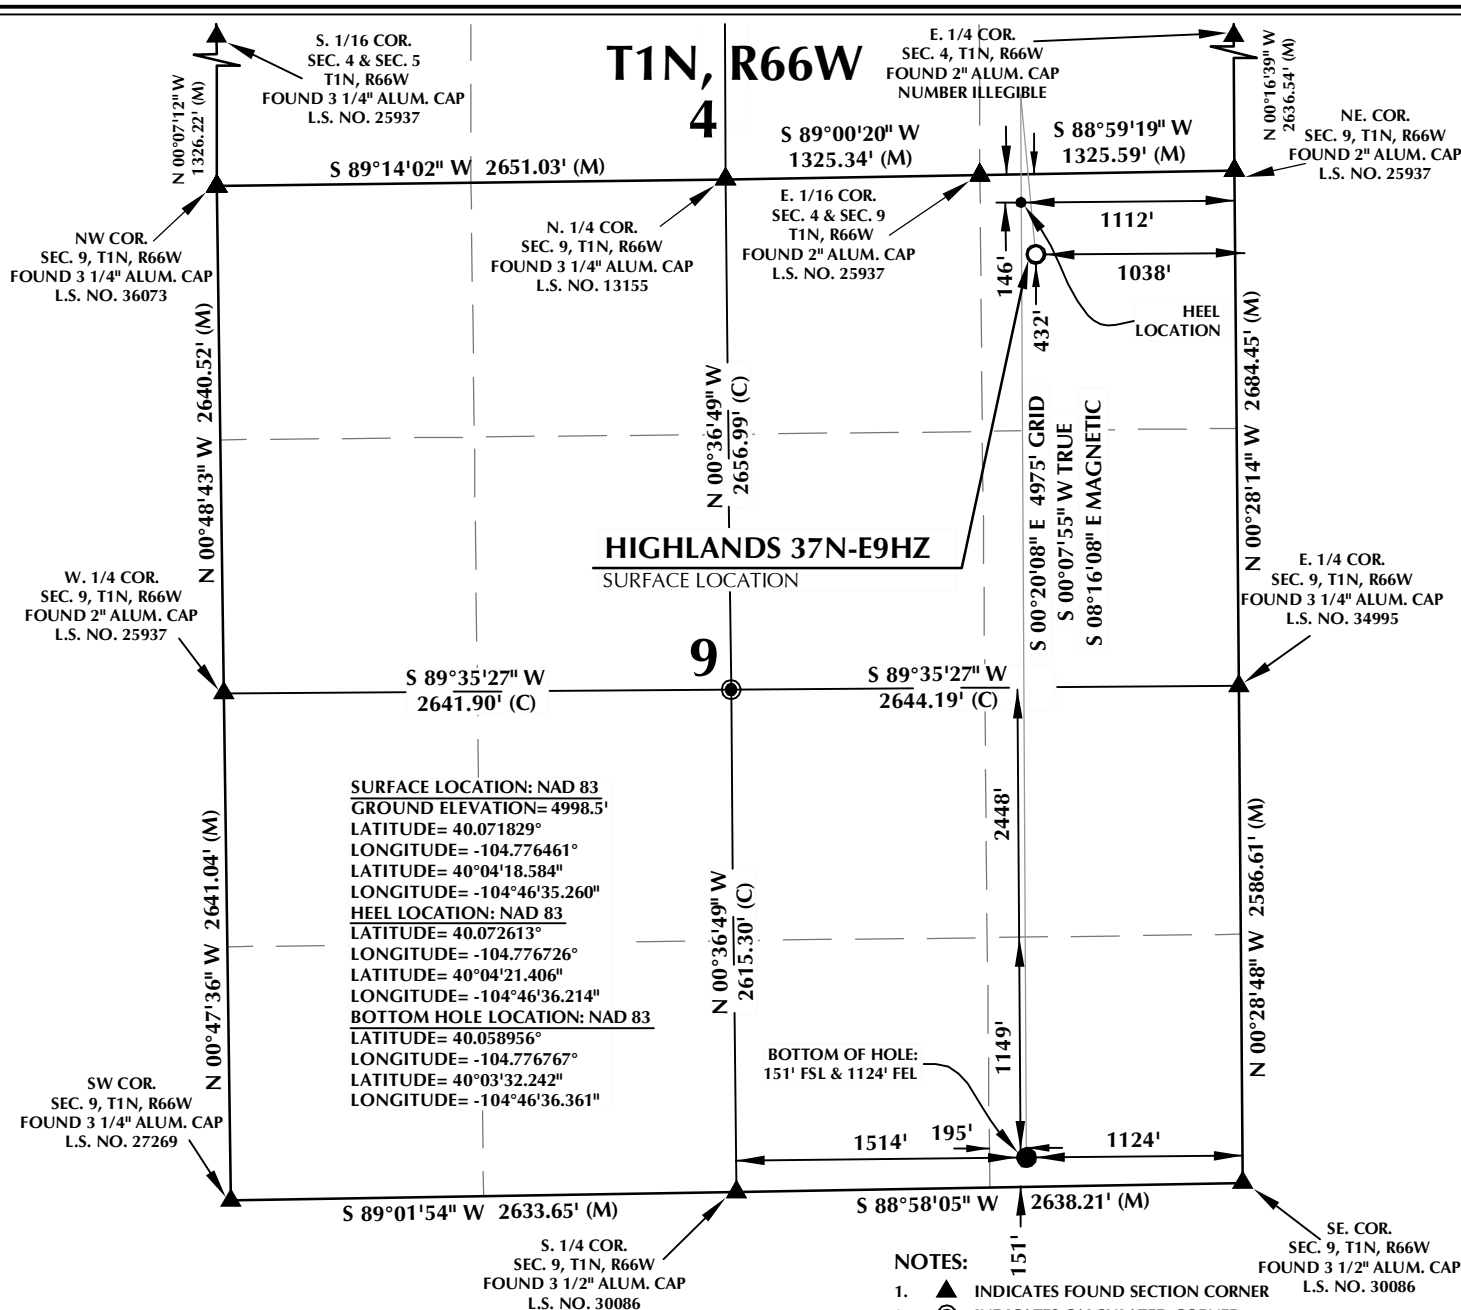 T1N, R66W
4
S. 1/16 COR.
SEC. 4 & SEC. 5
T1N, R66W
FOUND 3 1/4" ALUM. CAP
L.S. NO. 25937
N 00°07'12" W
1326.22' (M)
E. 1/4 COR.
SEC. 4, T1N, R66W
FOUND 2" ALUM. CAP
NUMBER ILLEGIBLE
N 00°16'39" W
2636.54' (M)
NE. COR.
SEC. 9, T1N, R66W
FOUND 2" ALUM. CAP
L.S. NO. 25937
S 89°14'02" W 2651.03' (M)
S 89°00'20" W
1325.34' (M)
S 88°59'19" W
1325.59' (M)
NW COR.
SEC. 9, T1N, R66W
FOUND 3 1/4" ALUM. CAP
L.S. NO. 36073
N. 1/4 COR.
SEC. 9, T1N, R66W
FOUND 3 1/4" ALUM. CAP
L.S. NO. 13155
E. 1/16 COR.
SEC. 4 & SEC. 9
T1N, R66W
FOUND 2" ALUM. CAP
L.S. NO. 25937
1112'
146'
1038'
432'
HEEL
LOCATION
N 00°48'43" W 2640.52' (M)
N 00°36'49" W
2656.99' (C)
S 00°20'08" E 4975' GRID
S 00°07'55" W TRUE
S 08°16'08" E MAGNETIC
N 00°28'14" W 2684.45' (M)
HIGHLANDS 37N-E9HZ
SURFACE LOCATION
W. 1/4 COR.
SEC. 9, T1N, R66W
FOUND 2" ALUM. CAP
L.S. NO. 25937
E. 1/4 COR.
SEC. 9, T1N, R66W
FOUND 3 1/4" ALUM. CAP
L.S. NO. 34995
9
S 89°35'27" W
2641.90' (C)
S 89°35'27" W
2644.19' (C)
SURFACE LOCATION: NAD 83
GROUND ELEVATION= 4998.5'
LATITUDE= 40.071829°
LONGITUDE= -104.776461°
LATITUDE= 40°04'18.584"
LONGITUDE= -104°46'35.260"
HEEL LOCATION: NAD 83
LATITUDE= 40.072613°
LONGITUDE= -104.776726°
LATITUDE= 40°04'21.406"
LONGITUDE= -104°46'36.214"
BOTTOM HOLE LOCATION: NAD 83
LATITUDE= 40.058956°
LONGITUDE= -104.776767°
LATITUDE= 40°03'32.242"
LONGITUDE= -104°46'36.361"
N 00°47'36" W 2641.04' (M)
N 00°36'49" W
2615.30' (C)
2448'
1149'
N 00°28'48" W 2586.61' (M)
BOTTOM OF HOLE:
151' FSL & 1124' FEL
SW COR.
SEC. 9, T1N, R66W
FOUND 3 1/4" ALUM. CAP
L.S. NO. 27269
1514'
195'
1124'
S 89°01'54" W 2633.65' (M)
S 88°58'05" W 2638.21' (M)
151'
S. 1/4 COR.
SEC. 9, T1N, R66W
FOUND 3 1/2" ALUM. CAP
L.S. NO. 30086
SE. COR.
SEC. 9, T1N, R66W
FOUND 3 1/2" ALUM. CAP
L.S. NO. 30086
NOTES:
1. ▲ INDICATES FOUND SECTION CORNER